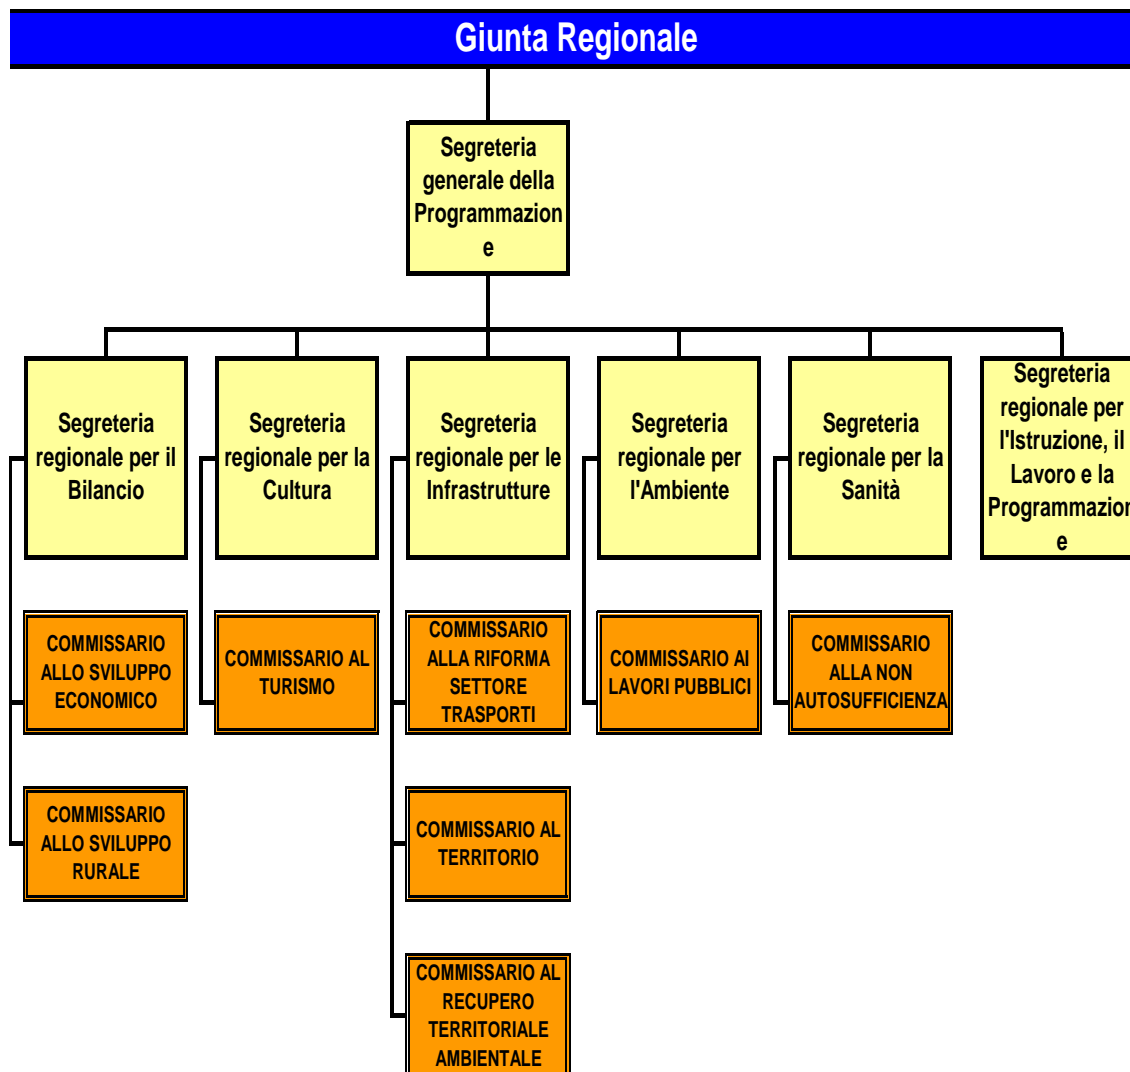 Giunta Regionale
Segreteria
generale della
Programmazion
e
Segreteria
regionale per il
Bilancio
Segreteria
regionale per la
Cultura
Segreteria
regionale per le
Infrastrutture
Segreteria
regionale per
l'Ambiente
Segreteria
regionale per la
Sanità
Segreteria
regionale per
l'Istruzione, il
Lavoro e la
Programmazion
e
COMMISSARIO
ALLO SVILUPPO
ECONOMICO
COMMISSARIO AL
TURISMO
COMMISSARIO
ALLA RIFORMA
SETTORE
TRASPORTI
COMMISSARIO AI
LAVORI PUBBLICI
COMMISSARIO
ALLA NON
AUTOSUFFICIENZA
COMMISSARIO
ALLO SVILUPPO
RURALE
COMMISSARIO AL
TERRITORIO
COMMISSARIO AL
RECUPERO
TERRITORIALE
AMBIENTALE